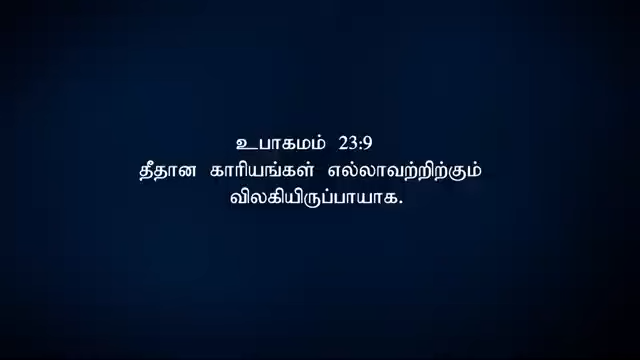 உபாகமம் 23:9
தீதான காரியங்கள் எல்லாவற்றிற்கும்
விலகியிருப்பாயாக.